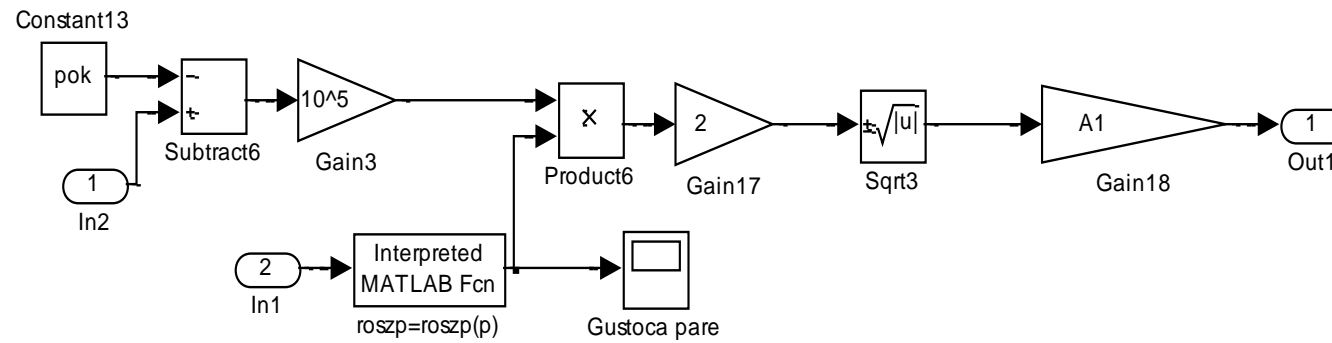 Constant13
pok
−
+
Subtract6
1
In2
10^5
Gain3
×
Product6
2
Gain17
±√|u|
Sqrt3
A1
Gain18
1
Out1
2
In1
Interpreted
MATLAB Fcn
roszp=roszp(p)
Gustoca pare